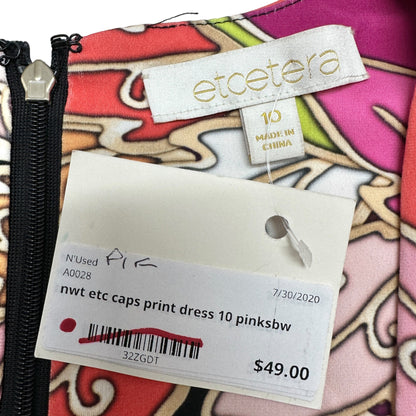 etcetera
10
MADE IN
CHINA
N'Used
A0028
7/30/2020
nwt etc caps print dress 10 pinksbw
32ZGDT
$49.00